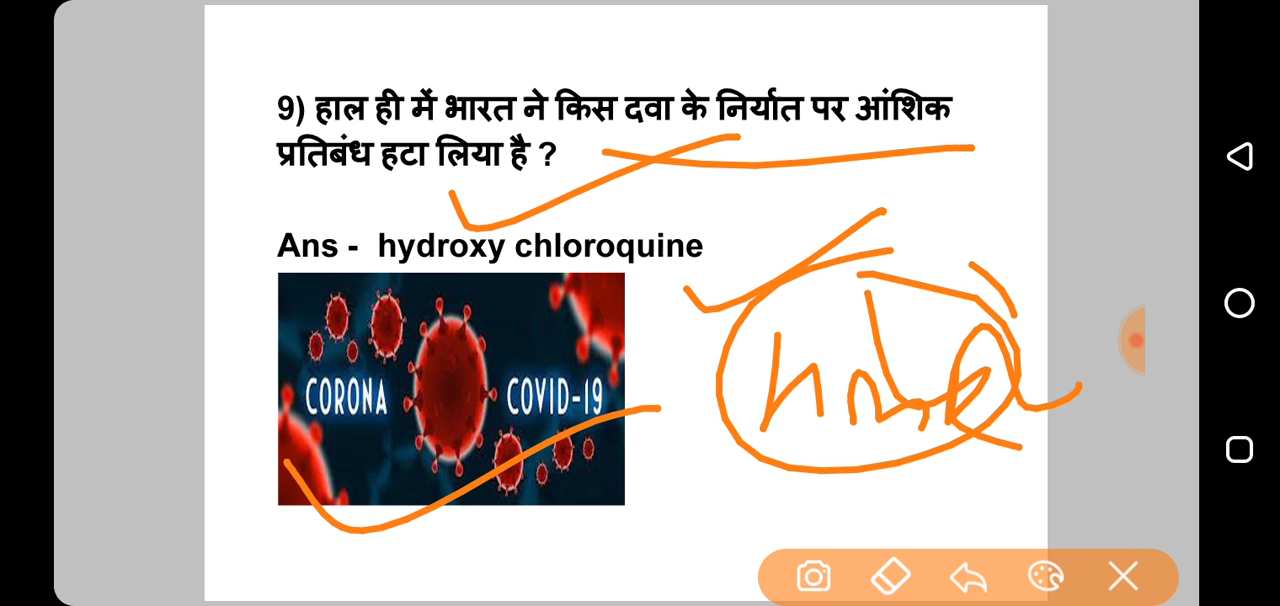 9) हाल ही में भारत ने किस दवा के निर्यात पर आंशिक
प्रतिबंध हटा लिया है ?
Ans - hydroxy chloroquine
CORONA
COVID-19